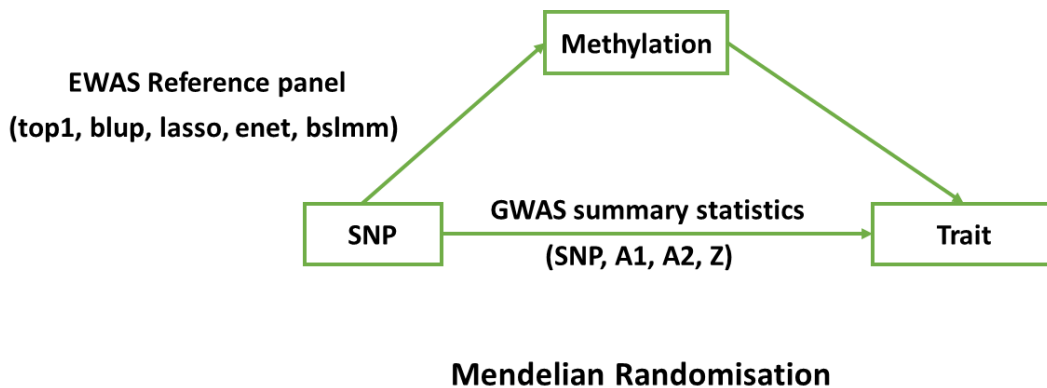 Methylation
EWAS Reference panel
(top1, blup, lasso, enet, bslmm)
GWAS summary statistics
SNP
Trait
(SNP, A1, A2, Z)
Mendelian Randomisation